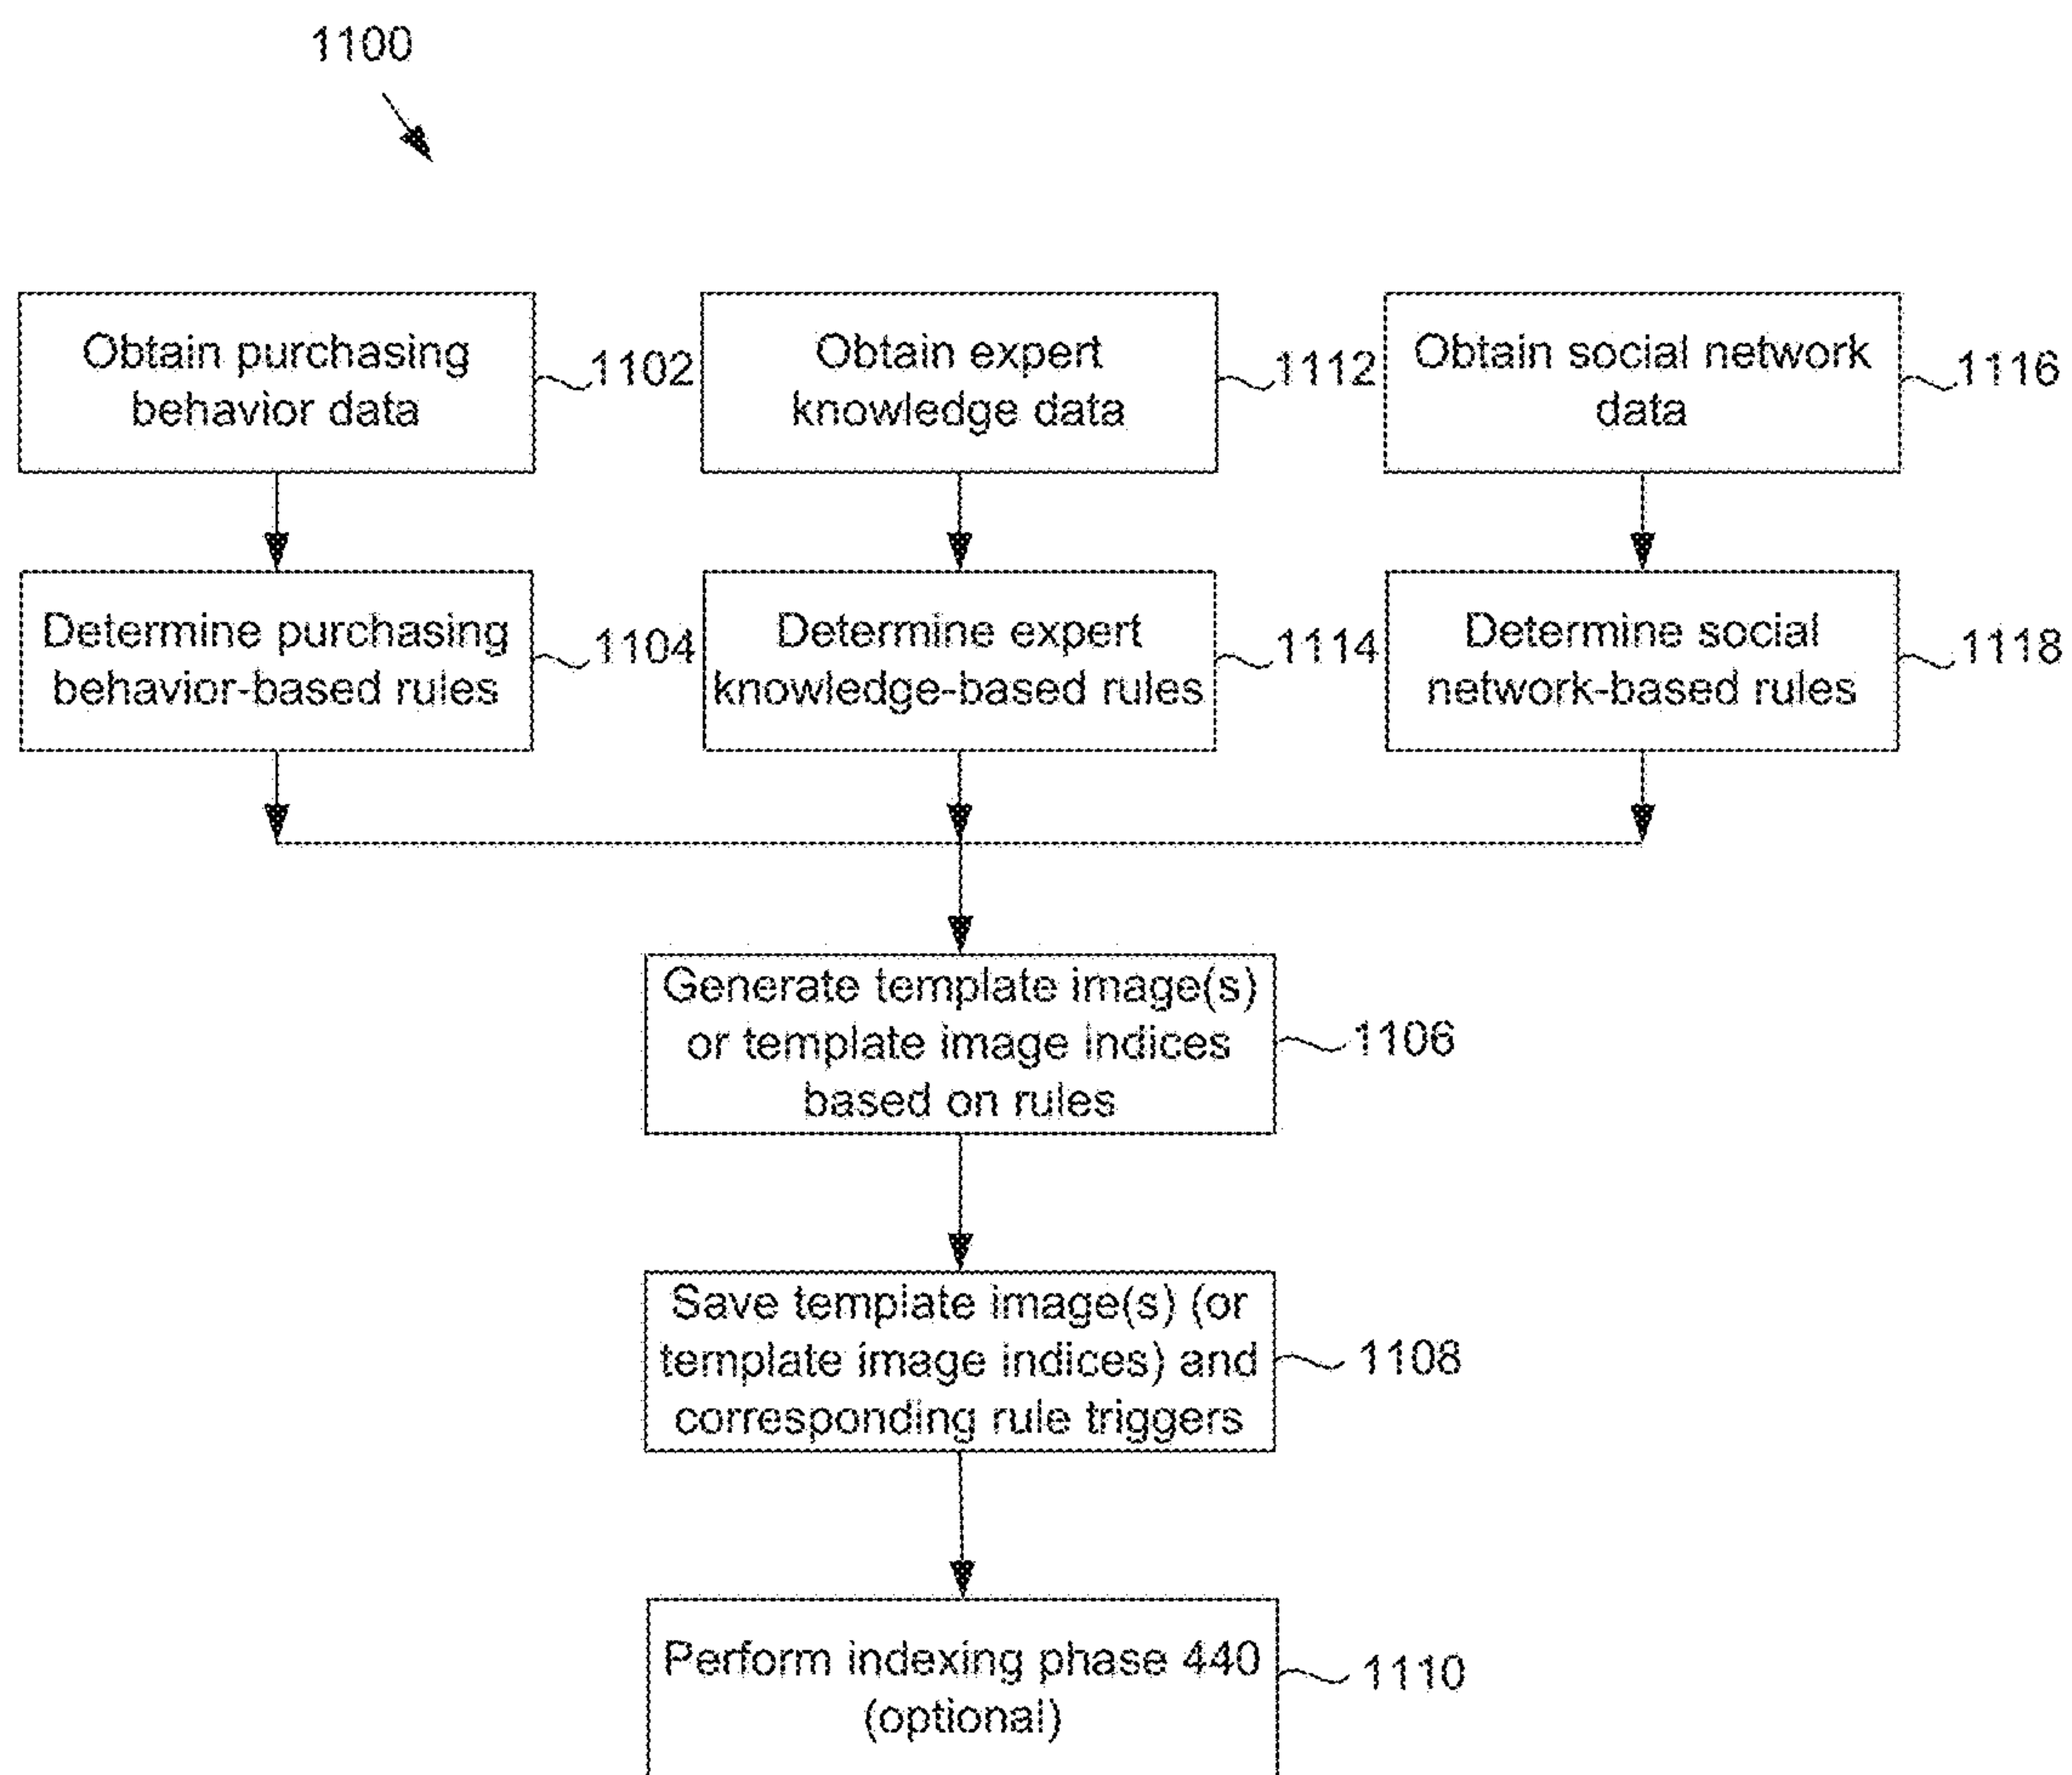 1100
Obtain purchasing
behavior data
1102
Obtain expert
knowledge data
1112
Obtain social network
data
1116
Determine purchasing
behavior-based rules
1104
Determine expert
knowledge-based rules
1114
Determine social
network-based rules
1118
Generate template image(s)
or template image indices
based on rules
1106
Save template image(s) (or
template image indices) and
corresponding rule triggers
1108
Perform indexing phase 440
(optional)
1110